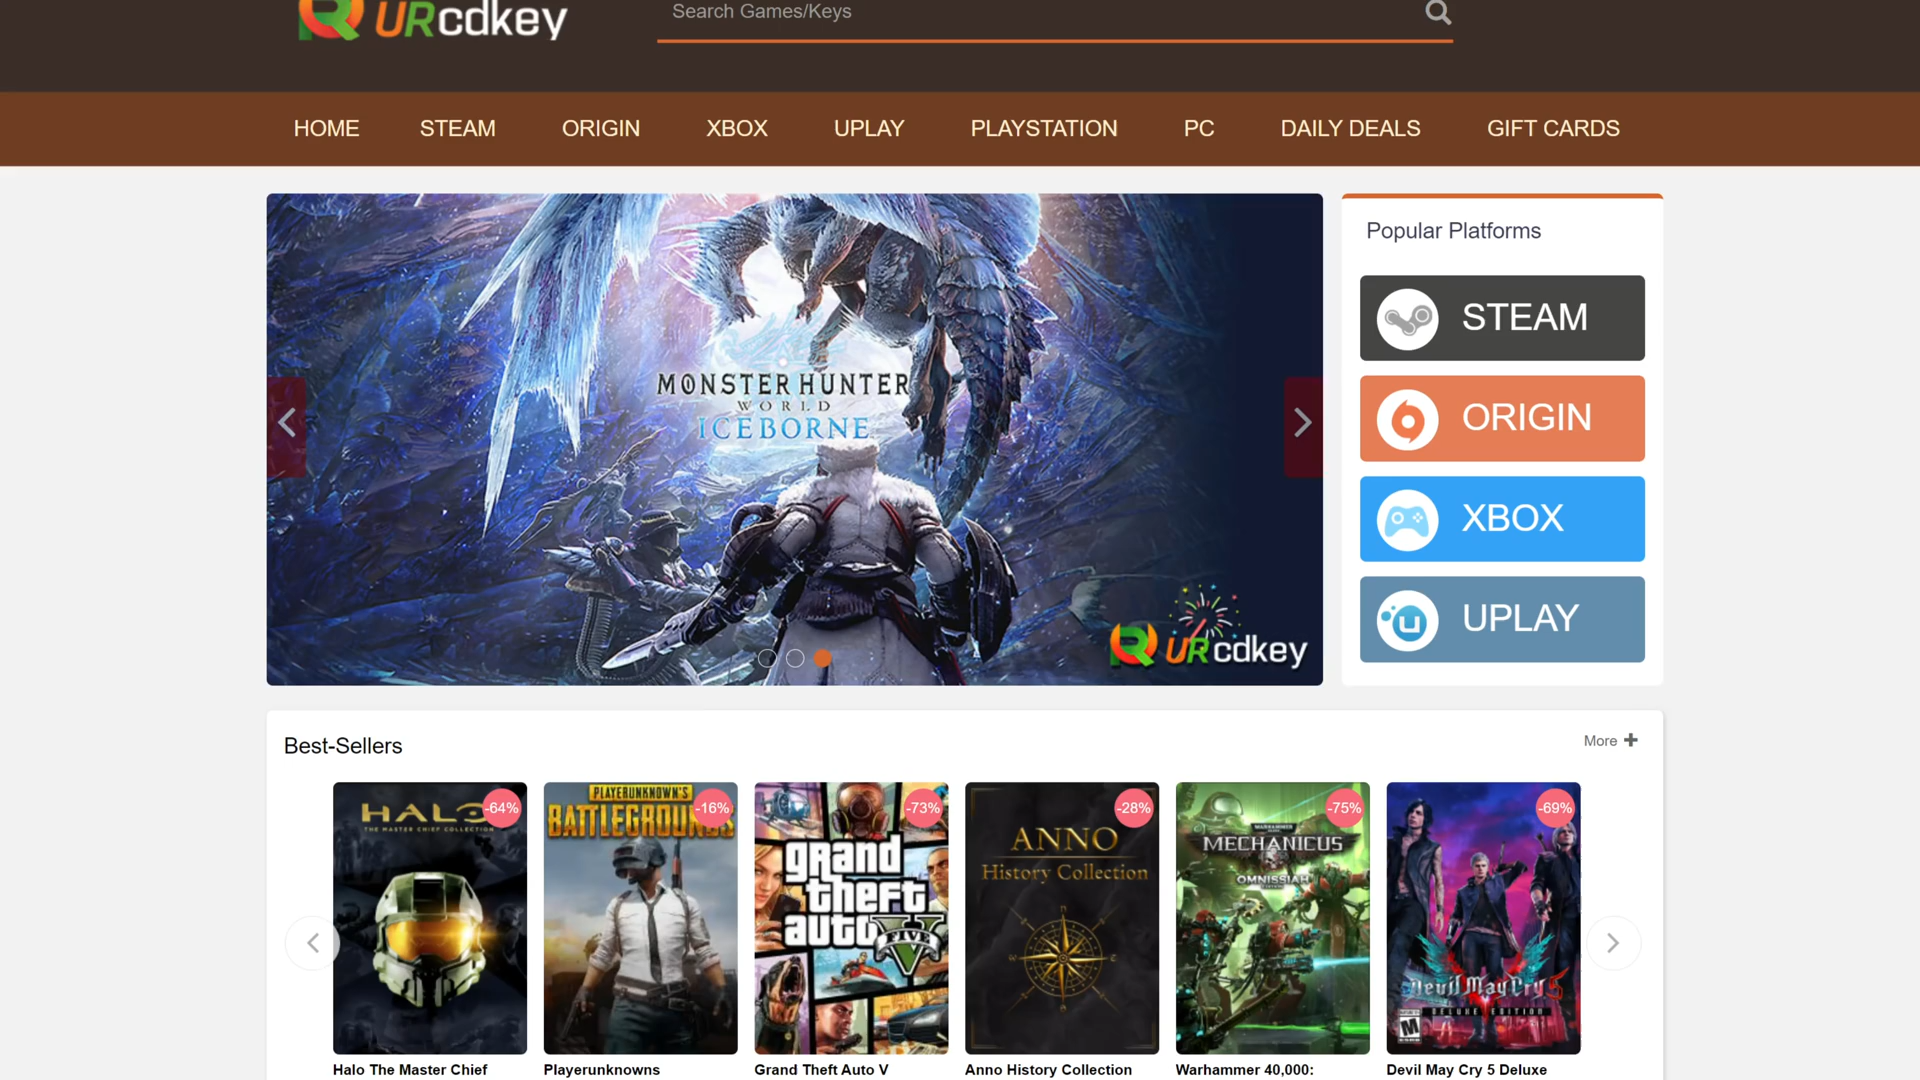 URcdkey
Search Games/Keys
HOME STEAM ORIGIN XBOX UPLAY PLAYSTATION PC DAILY DEALS GIFT CARDS
MONSTER HUNTER
WORLD
ICEBORNE
URcdkey
Popular Platforms
STEAM
ORIGIN
XBOX
UPLAY
Best-Sellers
More
HALO
THE MASTER CHIEF COLLECTION
-64%
PLAYERUNKNOWN'S
BATTLEGROUNDS
-16%
grand
theft
auto
FIVE
-73%
ANNO
History Collection
-28%
WARHAMMER
MECHANICUS
OMNISSIAH
-75%
Devil May Cry 5
DELUXE EDITION
M
-69%
Halo The Master Chief
Playerunknowns
Grand Theft Auto V
Anno History Collection
Warhammer 40,000:
Devil May Cry 5 Deluxe